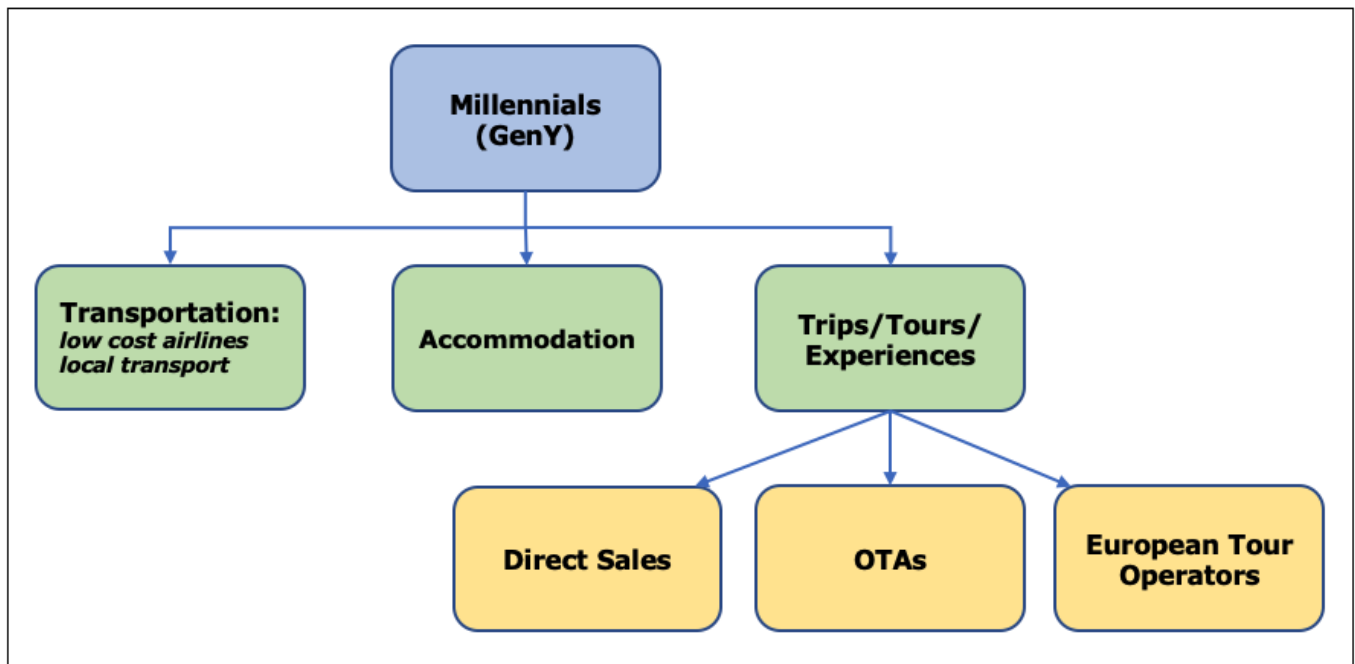 Millennials
(GenY)
Transportation:
low cost airlines
local transport
Accommodation
Trips/Tours/
Experiences
Direct Sales
OTAs
European Tour
Operators